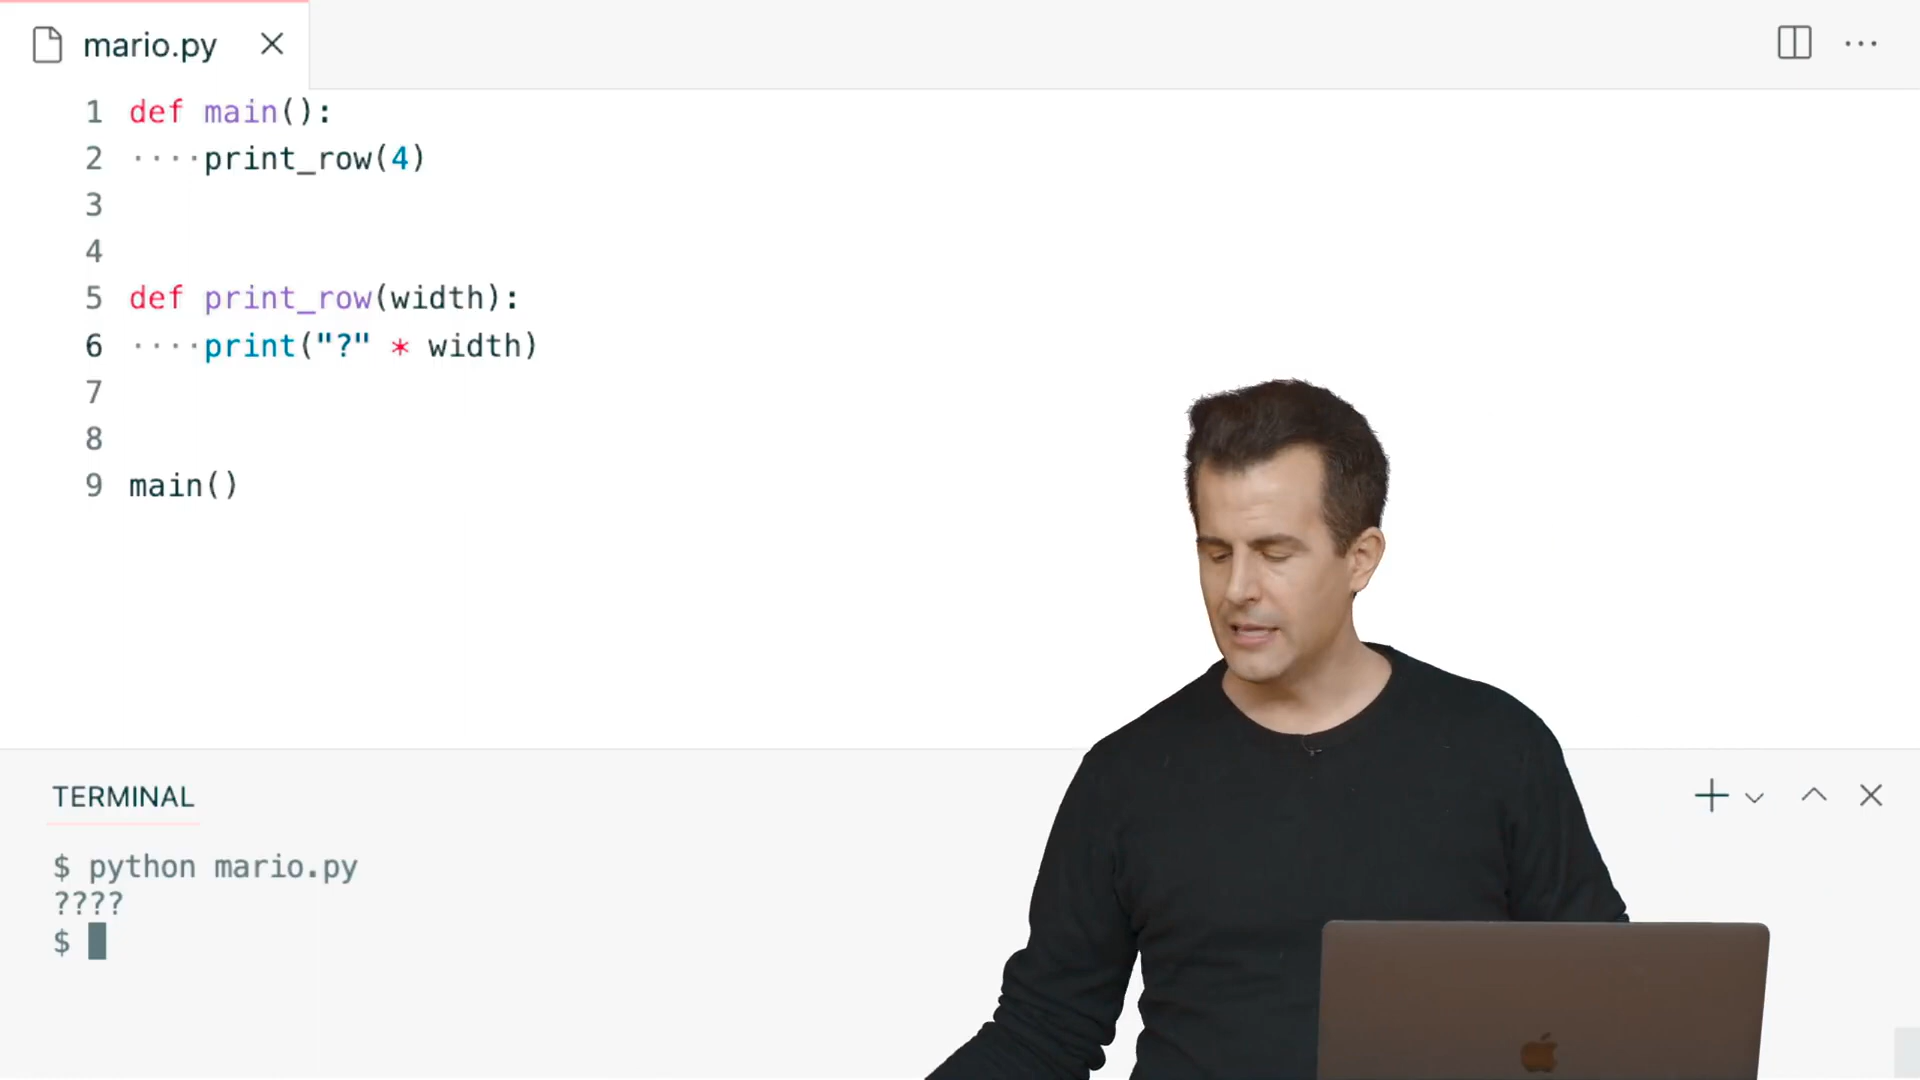 mario.py
1 def main():
2 ····print_row(4)
3
4
5 def print_row(width):
6 ····print("?" * width)
7
8
9 main()
TERMINAL
$ python mario.py
????
$